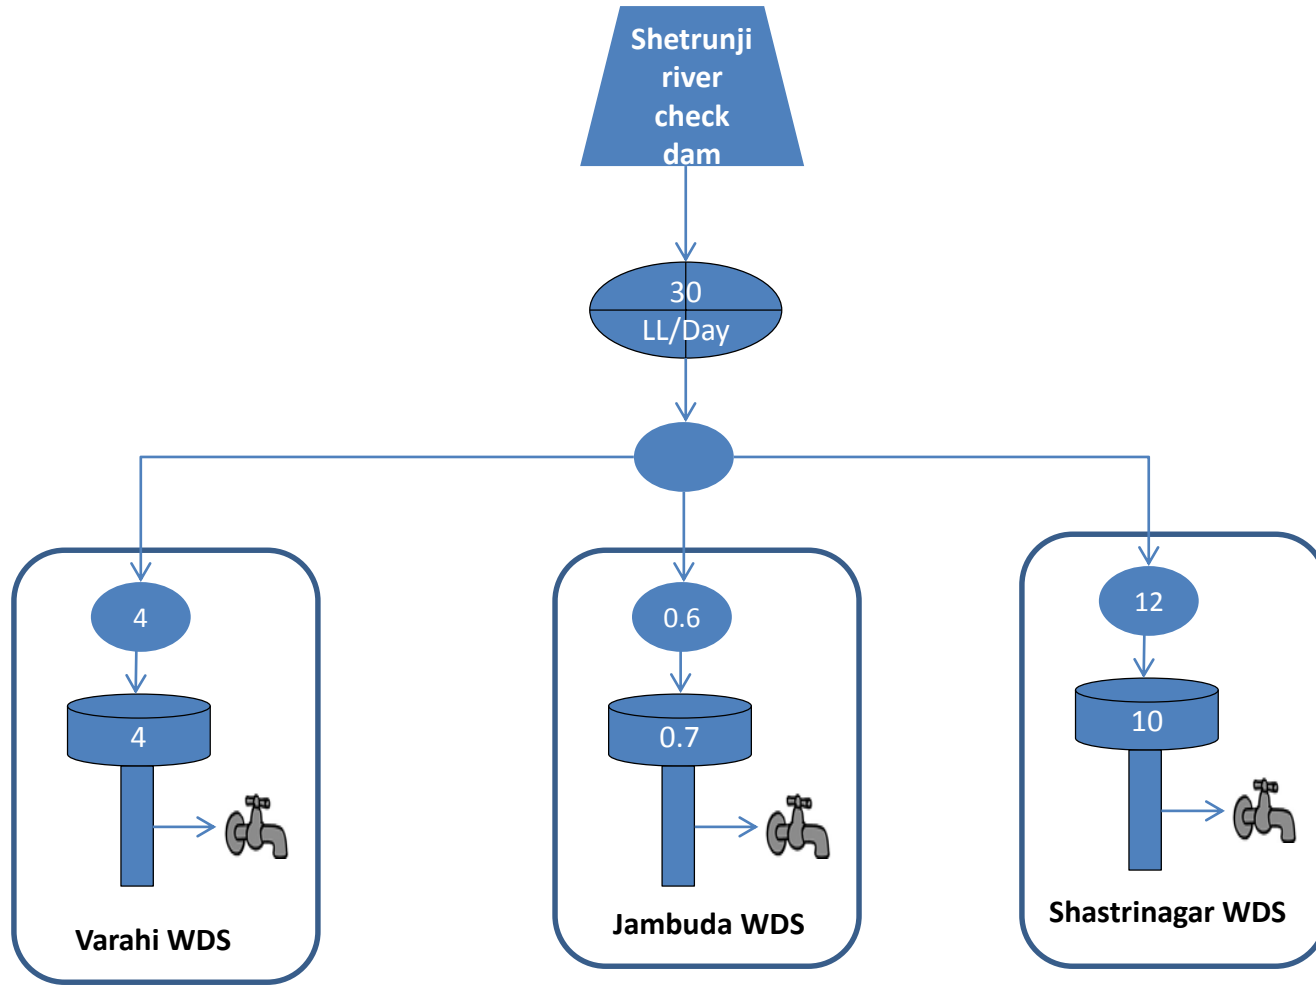 Shetrunji
river
check
dam
30
LL/Day
4
0.6
12
4
0.7
10
Varahi WDS
Jambuda WDS
Shastrinagar WDS